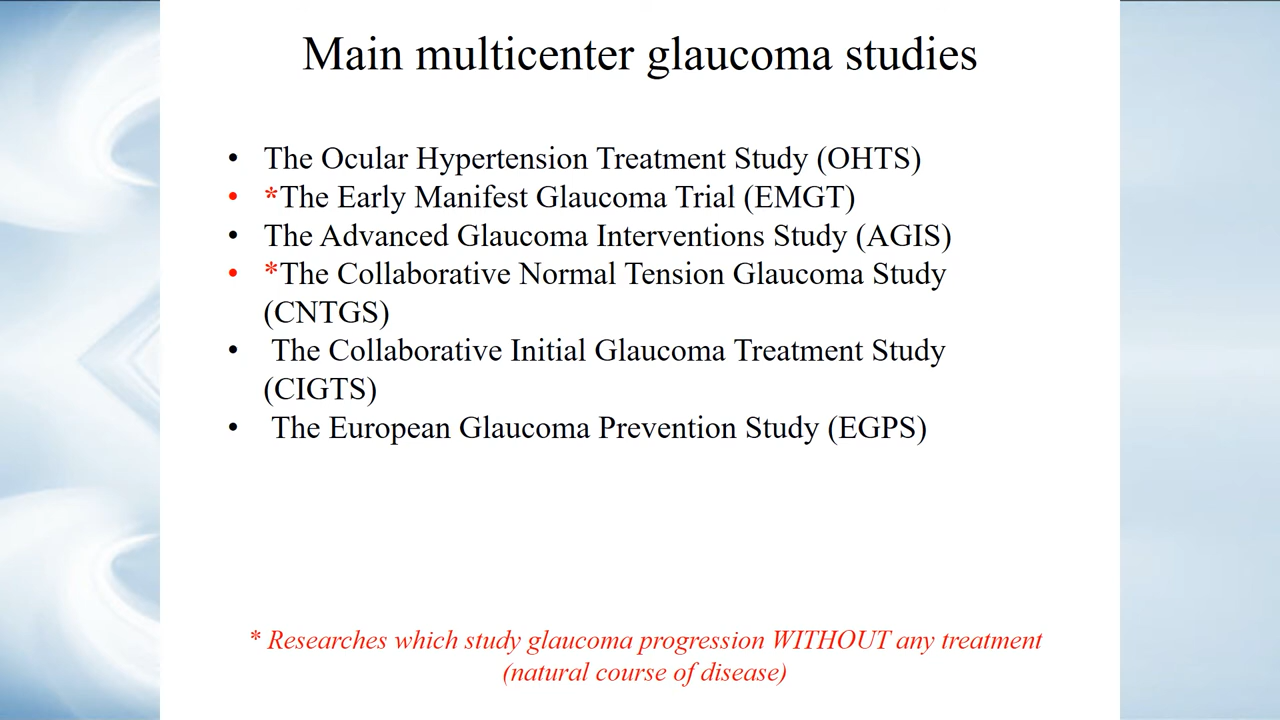 Main multicenter glaucoma studies
• The Ocular Hypertension Treatment Study (OHTS)
• *The Early Manifest Glaucoma Trial (EMGT)
• The Advanced Glaucoma Interventions Study (AGIS)
• *The Collaborative Normal Tension Glaucoma Study
(CNTGS)
• The Collaborative Initial Glaucoma Treatment Study
(CIGTS)
• The European Glaucoma Prevention Study (EGPS)
* Researches which study glaucoma progression WITHOUT any treatment
(natural course of disease)